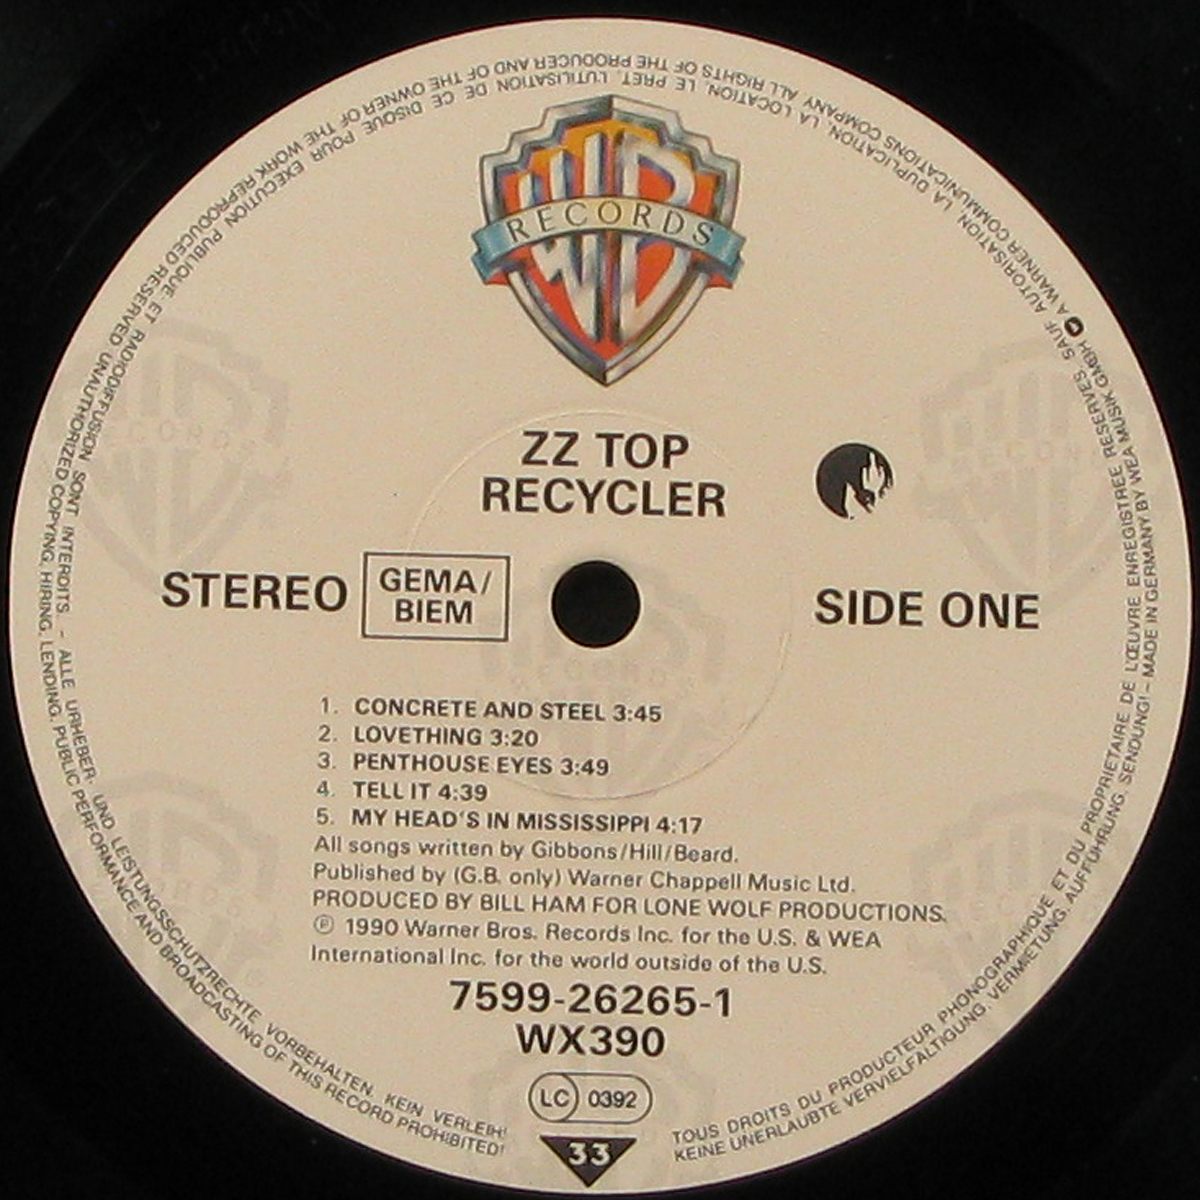 RECORDS
ZZ TOP
RECYCLER
STEREO
GEMA/
BIEM
SIDE ONE
1. CONCRETE AND STEEL 3:45
2. LOVETHING 3:20
3. PENTHOUSE EYES 3:49
4. TELL IT 4:39
5. MY HEAD'S IN MISSISSIPPI 4:17
All songs written by Gibbons/Hill/Beard.
Published by (G.B. only) Warner Chappell Music Ltd.
PRODUCED BY BILL HAM FOR LONE WOLF PRODUCTIONS.
℗ 1990 Warner Bros. Records Inc. for the U.S. & WEA
International Inc. for the world outside of the U.S.
7599-26265-1
WX390
LC 0392
33
TOUS DROITS DU PRODUCTEUR PHONOGRAPHIQUE ET DU PROPRIETAIRE DE L'ŒUVRE ENREGISTREE RESERVES. SAUF AUTORISATION, LA DUPLICATION, LA LOCATION, LE PRET, L'UTILISATION DE CE DISQUE POUR EXECUTION PUBLIQUE ET RADIODIFFUSION SONT INTERDITS. – ALLE URHEBER- UND LEISTUNGSSCHUTZRECHTE VORBEHALTEN. KEIN VERLEIH!
KEINE UNERLAUBTE VERVIELFÄLTIGUNG, VERMIETUNG, AUFFÜHRUNG, SENDUNG! – MADE IN GERMANY BY WEA MUSIK GMBH A WARNER COMMUNICATIONS COMPANY ALL RIGHTS OF THE PRODUCER AND OF THE OWNER OF THE WORK REPRODUCED RESERVED UNAUTHORIZED COPYING, HIRING, LENDING, PUBLIC PERFORMANCE AND BROADCASTING OF THIS RECORD PROHIBITED!